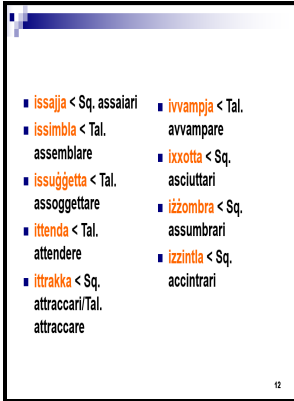 issajja < Sq. assaiari
issimbla < Tal.
assemblare
issuġġetta < Tal.
assoggettare
ittenda < Tal.
attendere
ittrakka < Sq.
attraccari/Tal.
attraccare
ivvampja < Tal.
avvampare
ixxotta < Sq.
asciuttari
iżżombra < Sq.
assumbrari
izzintla < Sq.
accintrari
12